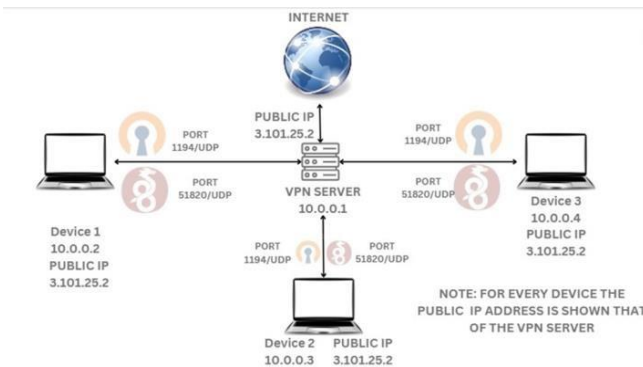 INTERNET
PUBLIC IP
3.101.25.2
PORT
1194/UDP
PORT
1194/UDP
PORT
51820/UDP
PORT
51820/UDP
VPN SERVER
10.0.0.1
Device 1
10.0.0.2
PUBLIC IP
3.101.25.2
Device 3
10.0.0.4
PUBLIC IP
3.101.25.2
PORT
1194/UDP
PORT
51820/UDP
Device 2
10.0.0.3
PUBLIC IP
3.101.25.2
NOTE: FOR EVERY DEVICE THE
PUBLIC IP ADDRESS IS SHOWN THAT
OF THE VPN SERVER